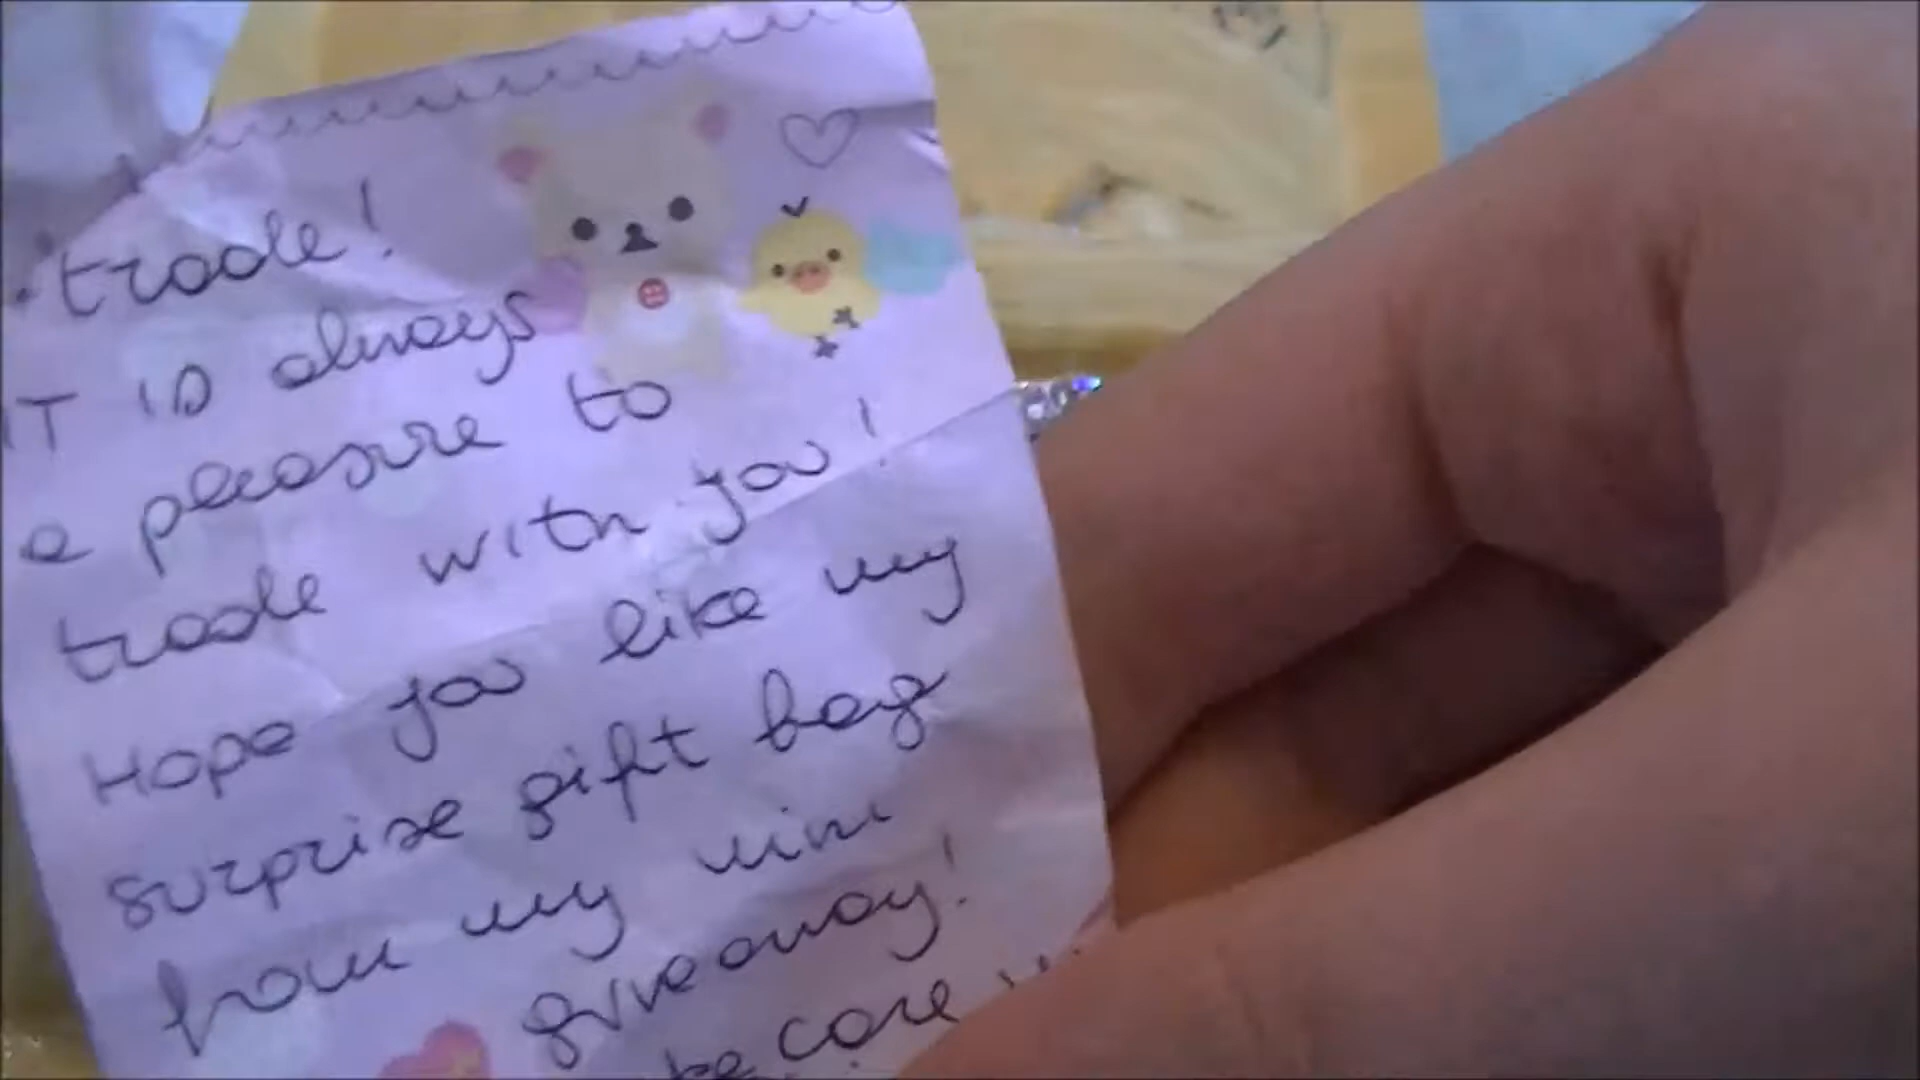 trade!
IT is always
a pleasure to
trade with you!
Hope you like my
surprise gift bag
from my mini
giveaway!
care